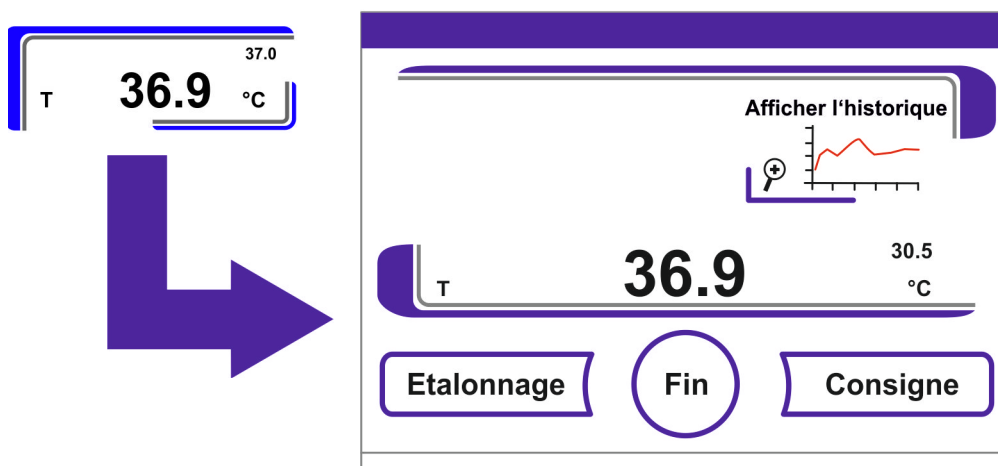 37.0
T 36.9 °C
Afficher l‘historique
30.5
T 36.9 °C
Etalonnage Fin Consigne